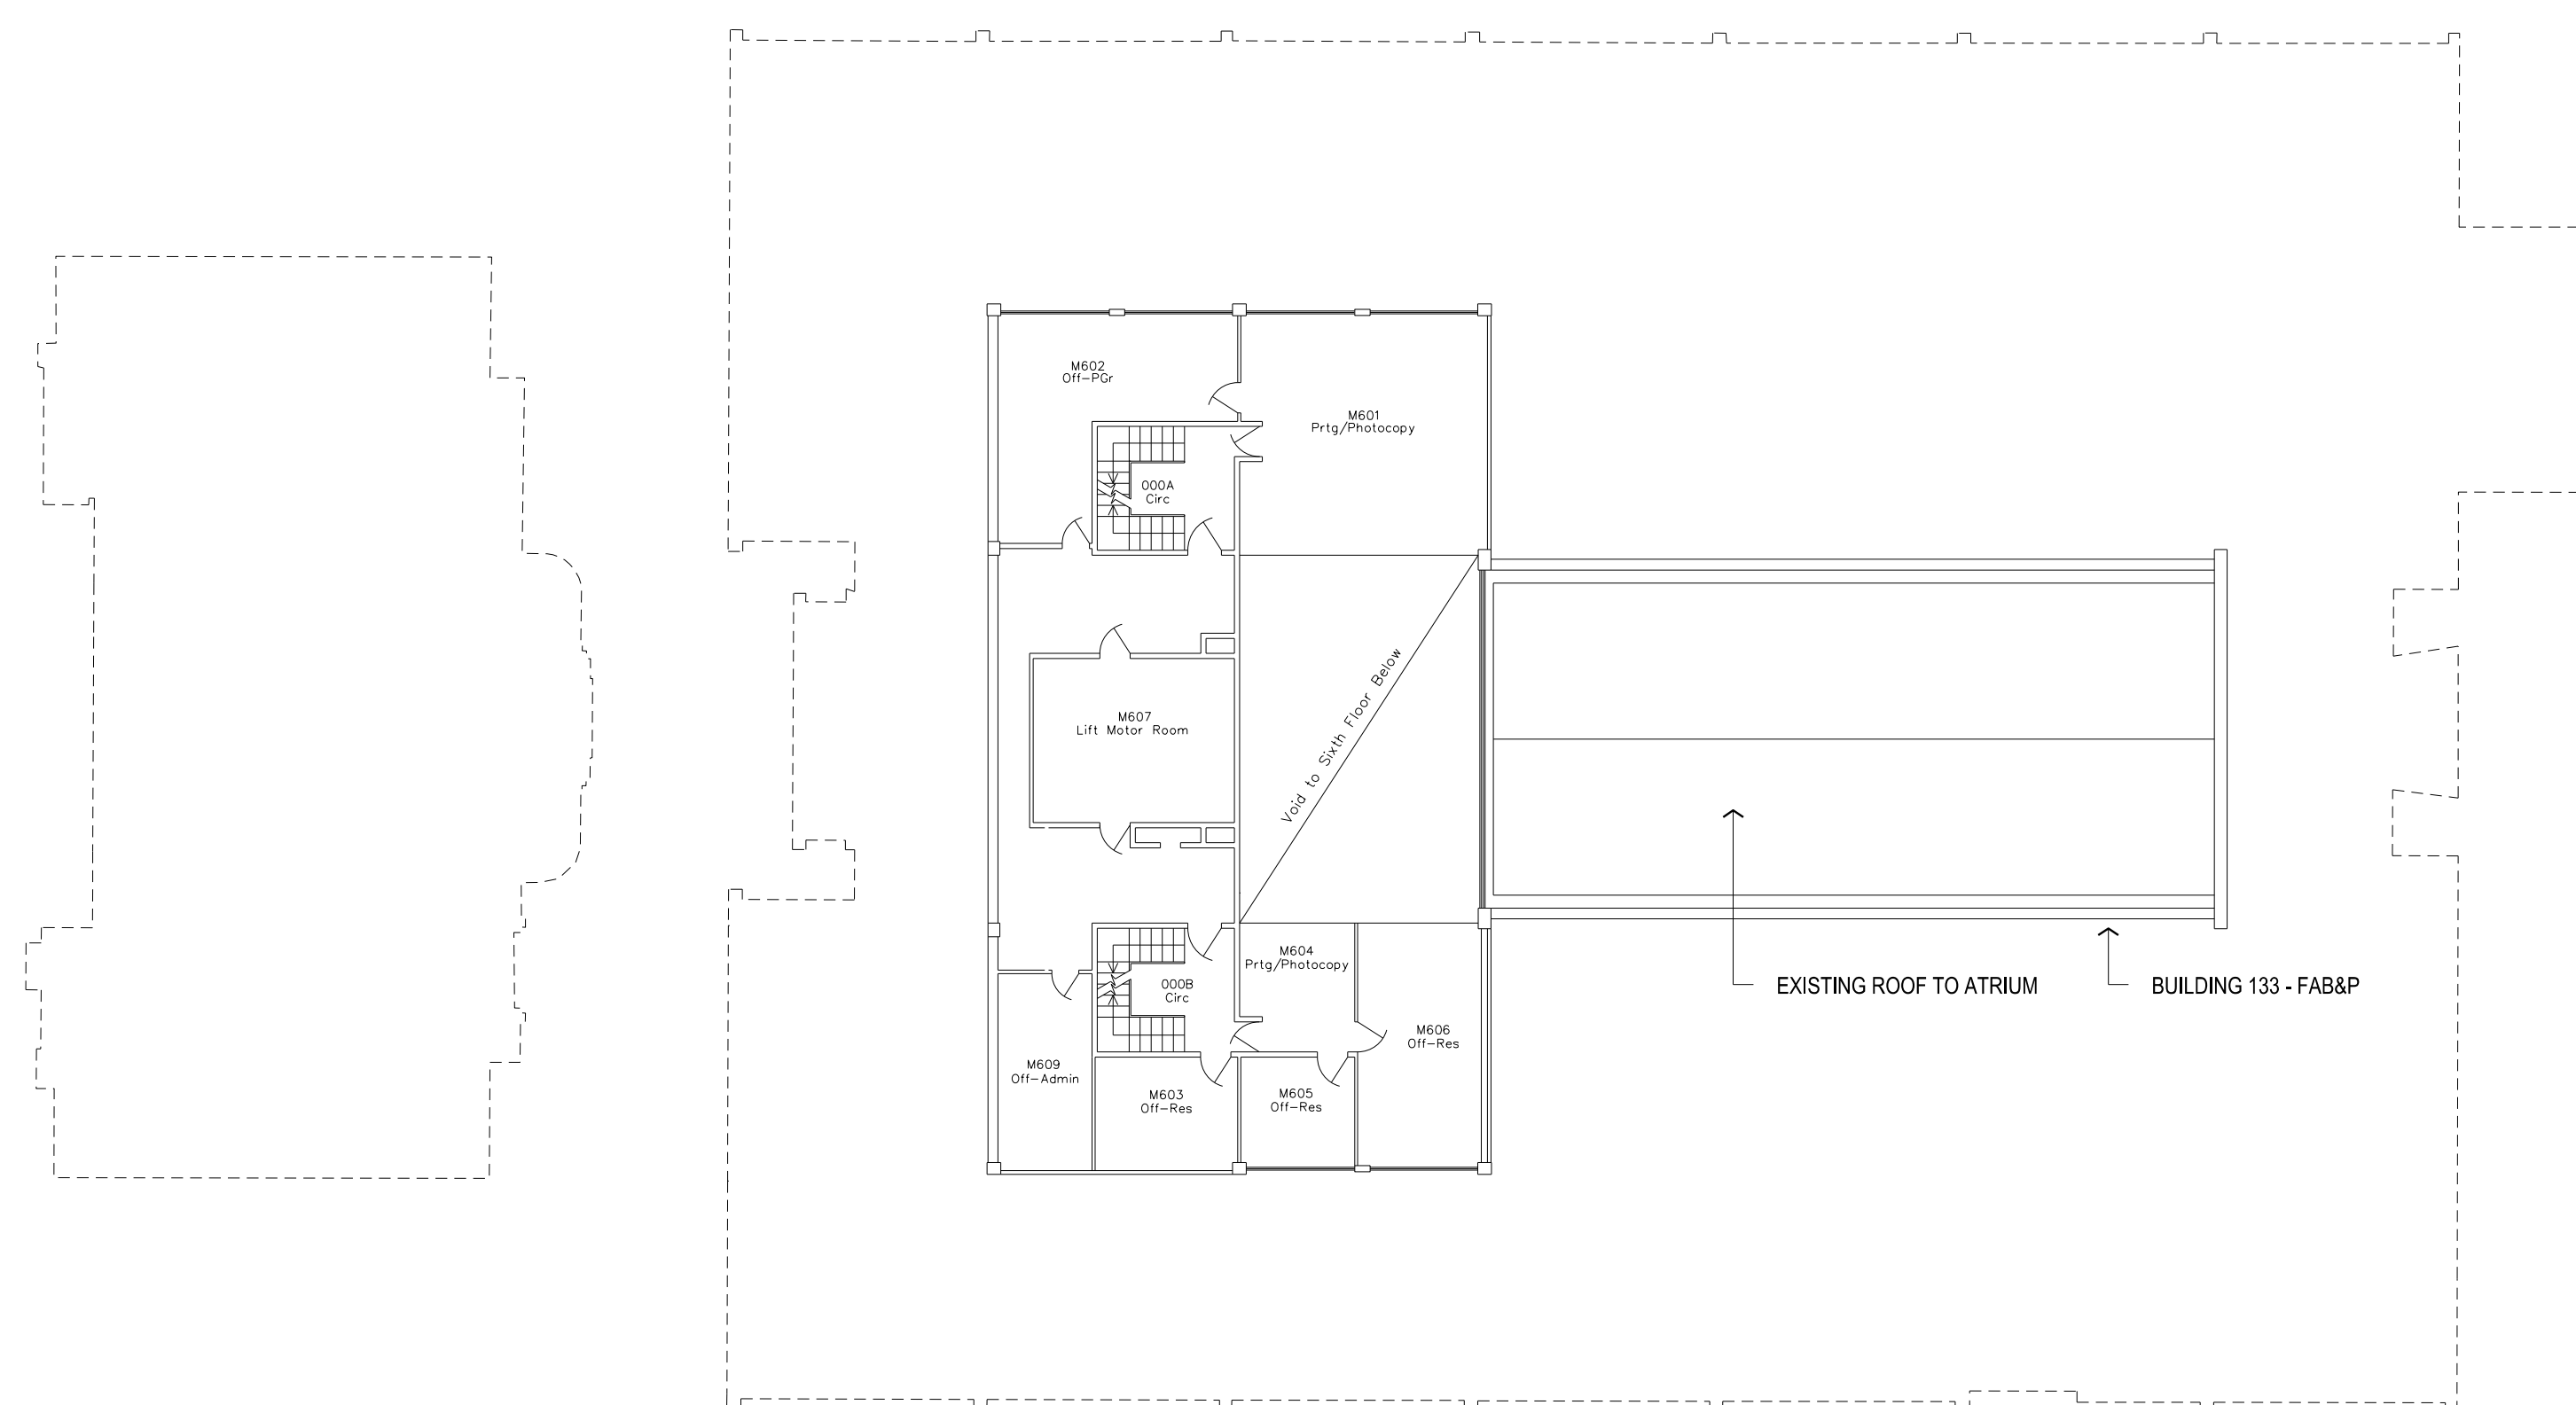 M602
Off-PGr
M601
Prtg/Photocopy
000A
Circ
M607
Lift Motor Room
Void to Sixth Floor Below
M604
Prtg/Photocopy
000B
Circ
EXISTING ROOF TO ATRIUM
BUILDING 133 - FAB&P
M606
Off-Res
M609
Off-Admin
M603
Off-Res
M605
Off-Res